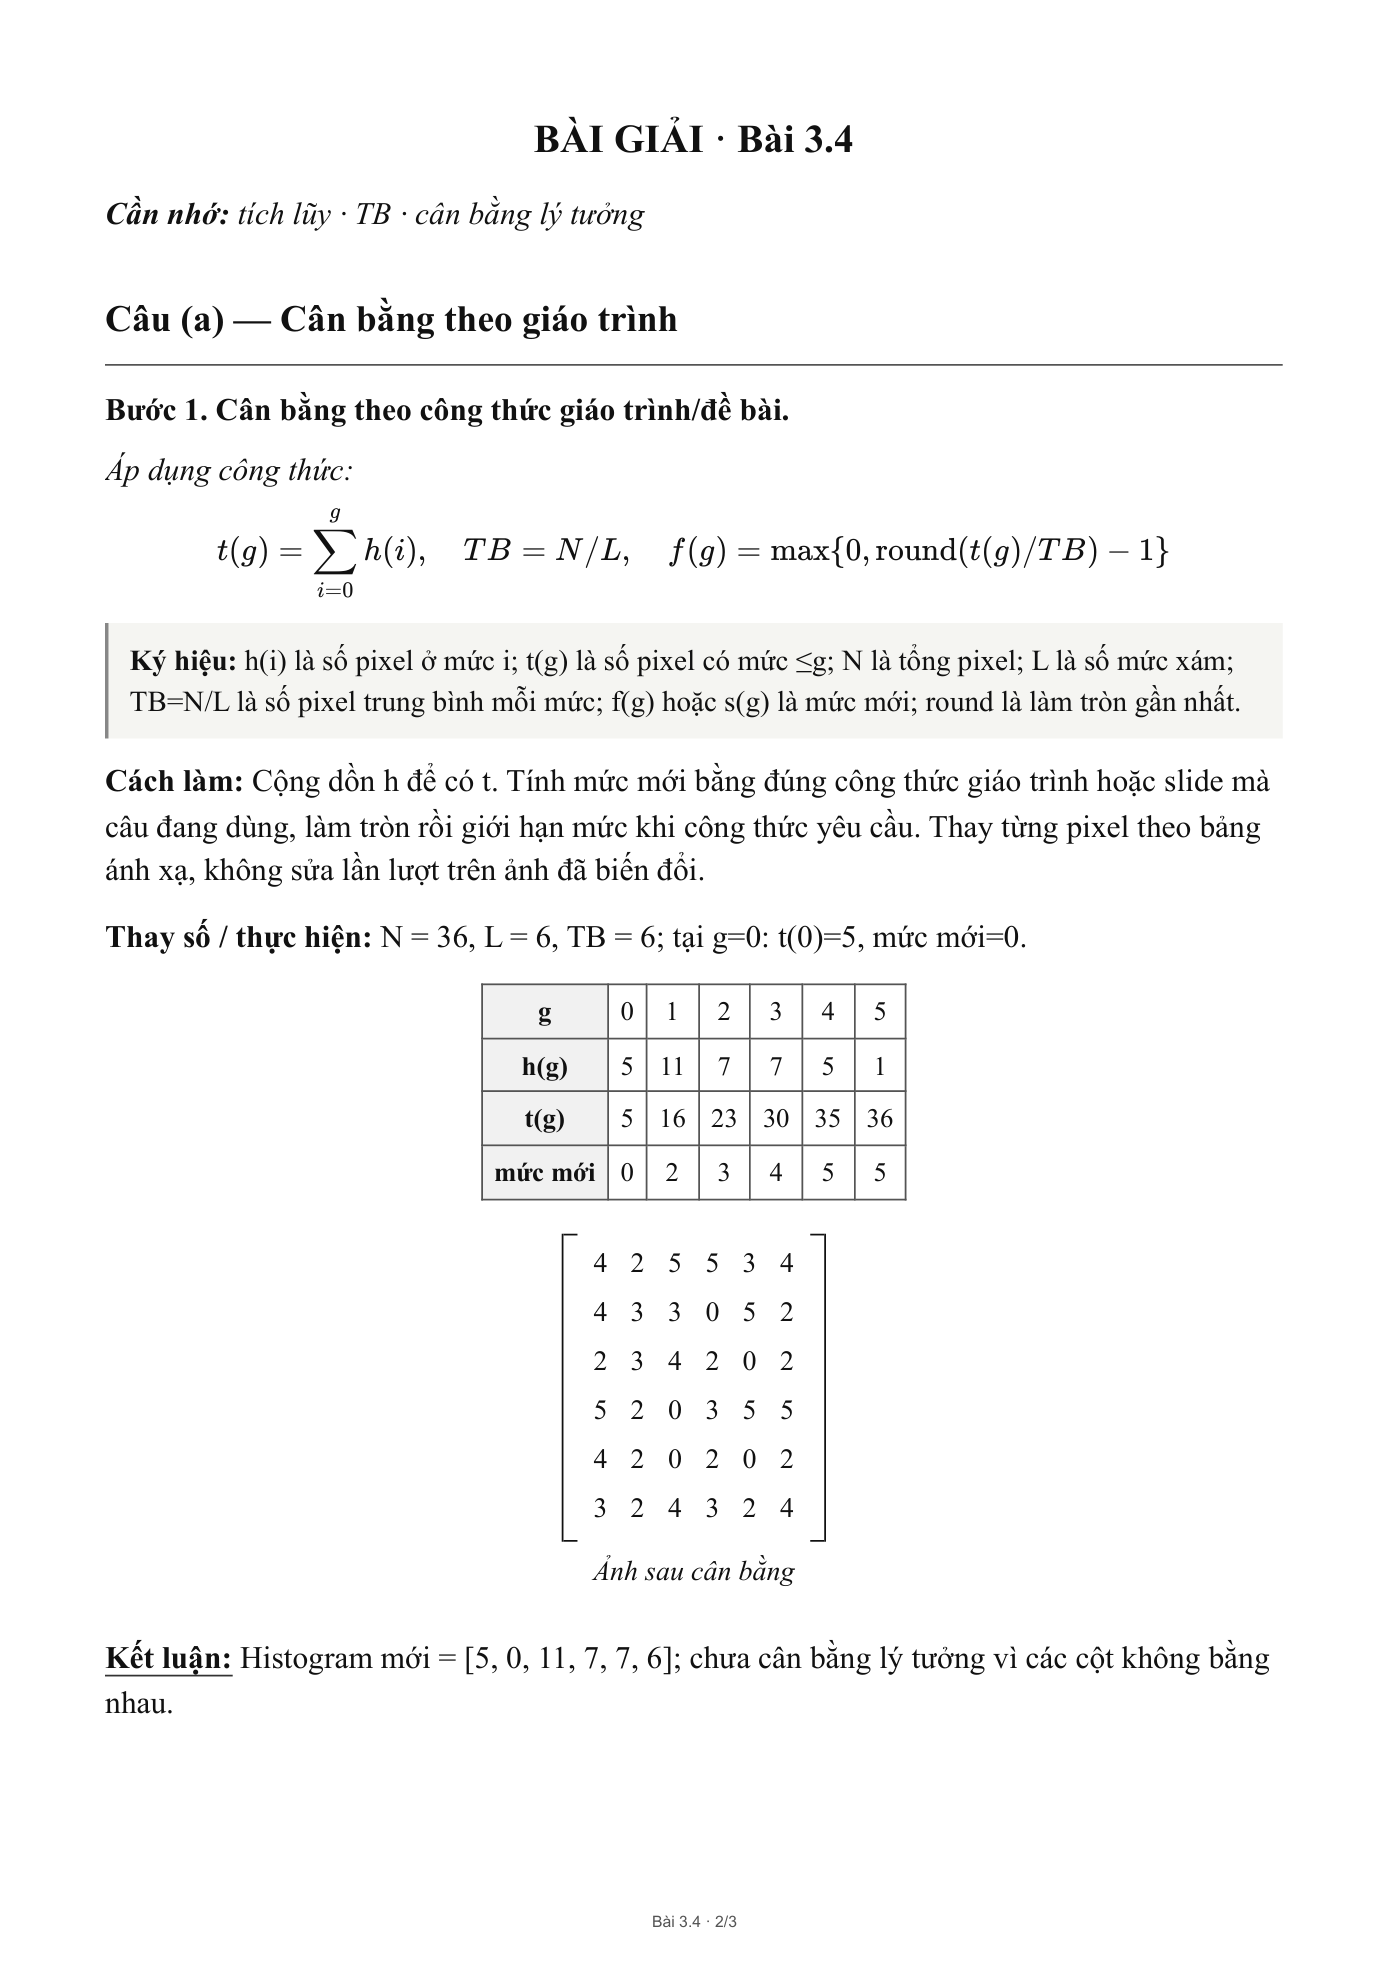 BÀI GIẢI · Bài 3.4
Cần nhớ: tích lũy · TB · cân bằng lý tưởng
Câu (a) — Cân bằng theo giáo trình
Bước 1. Cân bằng theo công thức giáo trình/đề bài.
Áp dụng công thức:
t(g) = ∑_{i=0}^{g} h(i), TB = N/L, f(g) = max{0, round(t(g)/TB) − 1}
Ký hiệu: h(i) là số pixel ở mức i; t(g) là số pixel có mức ≤g; N là tổng pixel; L là số mức xám;
TB=N/L là số pixel trung bình mỗi mức; f(g) hoặc s(g) là mức mới; round là làm tròn gần nhất.
Cách làm: Cộng dồn h để có t. Tính mức mới bằng đúng công thức giáo trình hoặc slide mà
câu đang dùng, làm tròn rồi giới hạn mức khi công thức yêu cầu. Thay từng pixel theo bảng
ánh xạ, không sửa lần lượt trên ảnh đã biến đổi.
Thay số / thực hiện: N = 36, L = 6, TB = 6; tại g=0: t(0)=5, mức mới=0.
g 0 1 2 3 4 5
h(g) 5 11 7 7 5 1
t(g) 5 16 23 30 35 36
mức mới 0 2 3 4 5 5
4 2 5 5 3 4
4 3 3 0 5 2
2 3 4 2 0 2
5 2 0 3 5 5
4 2 0 2 0 2
3 2 4 3 2 4
Ảnh sau cân bằng
Kết luận: Histogram mới = [5, 0, 11, 7, 7, 6]; chưa cân bằng lý tưởng vì các cột không bằng
nhau.
Bài 3.4 · 2/3